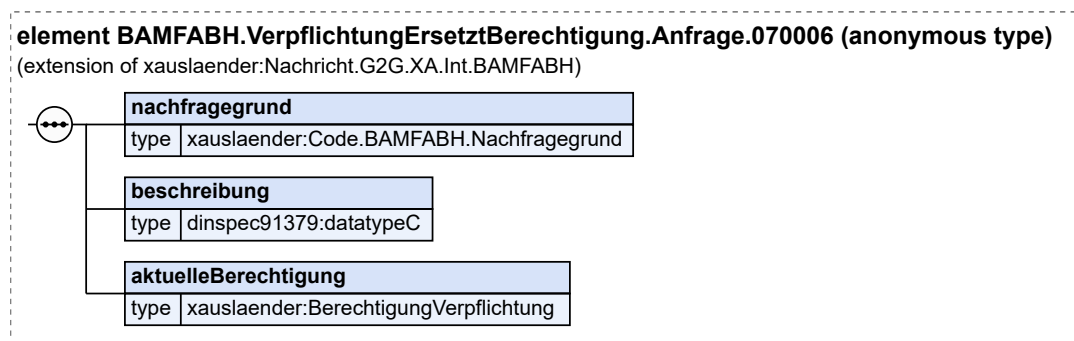 element BAMFABH.VerpflichtungErsetztBerechtigung.Anfrage.070006 (anonymous type)
(extension of xauslaender:Nachricht.G2G.XA.Int.BAMFABH)
nachfragegrund
type xauslaender:Code.BAMFABH.Nachfragegrund
beschreibung
type dinspec91379:datatypeC
aktuelleBerechtigung
type xauslaender:BerechtigungVerpflichtung